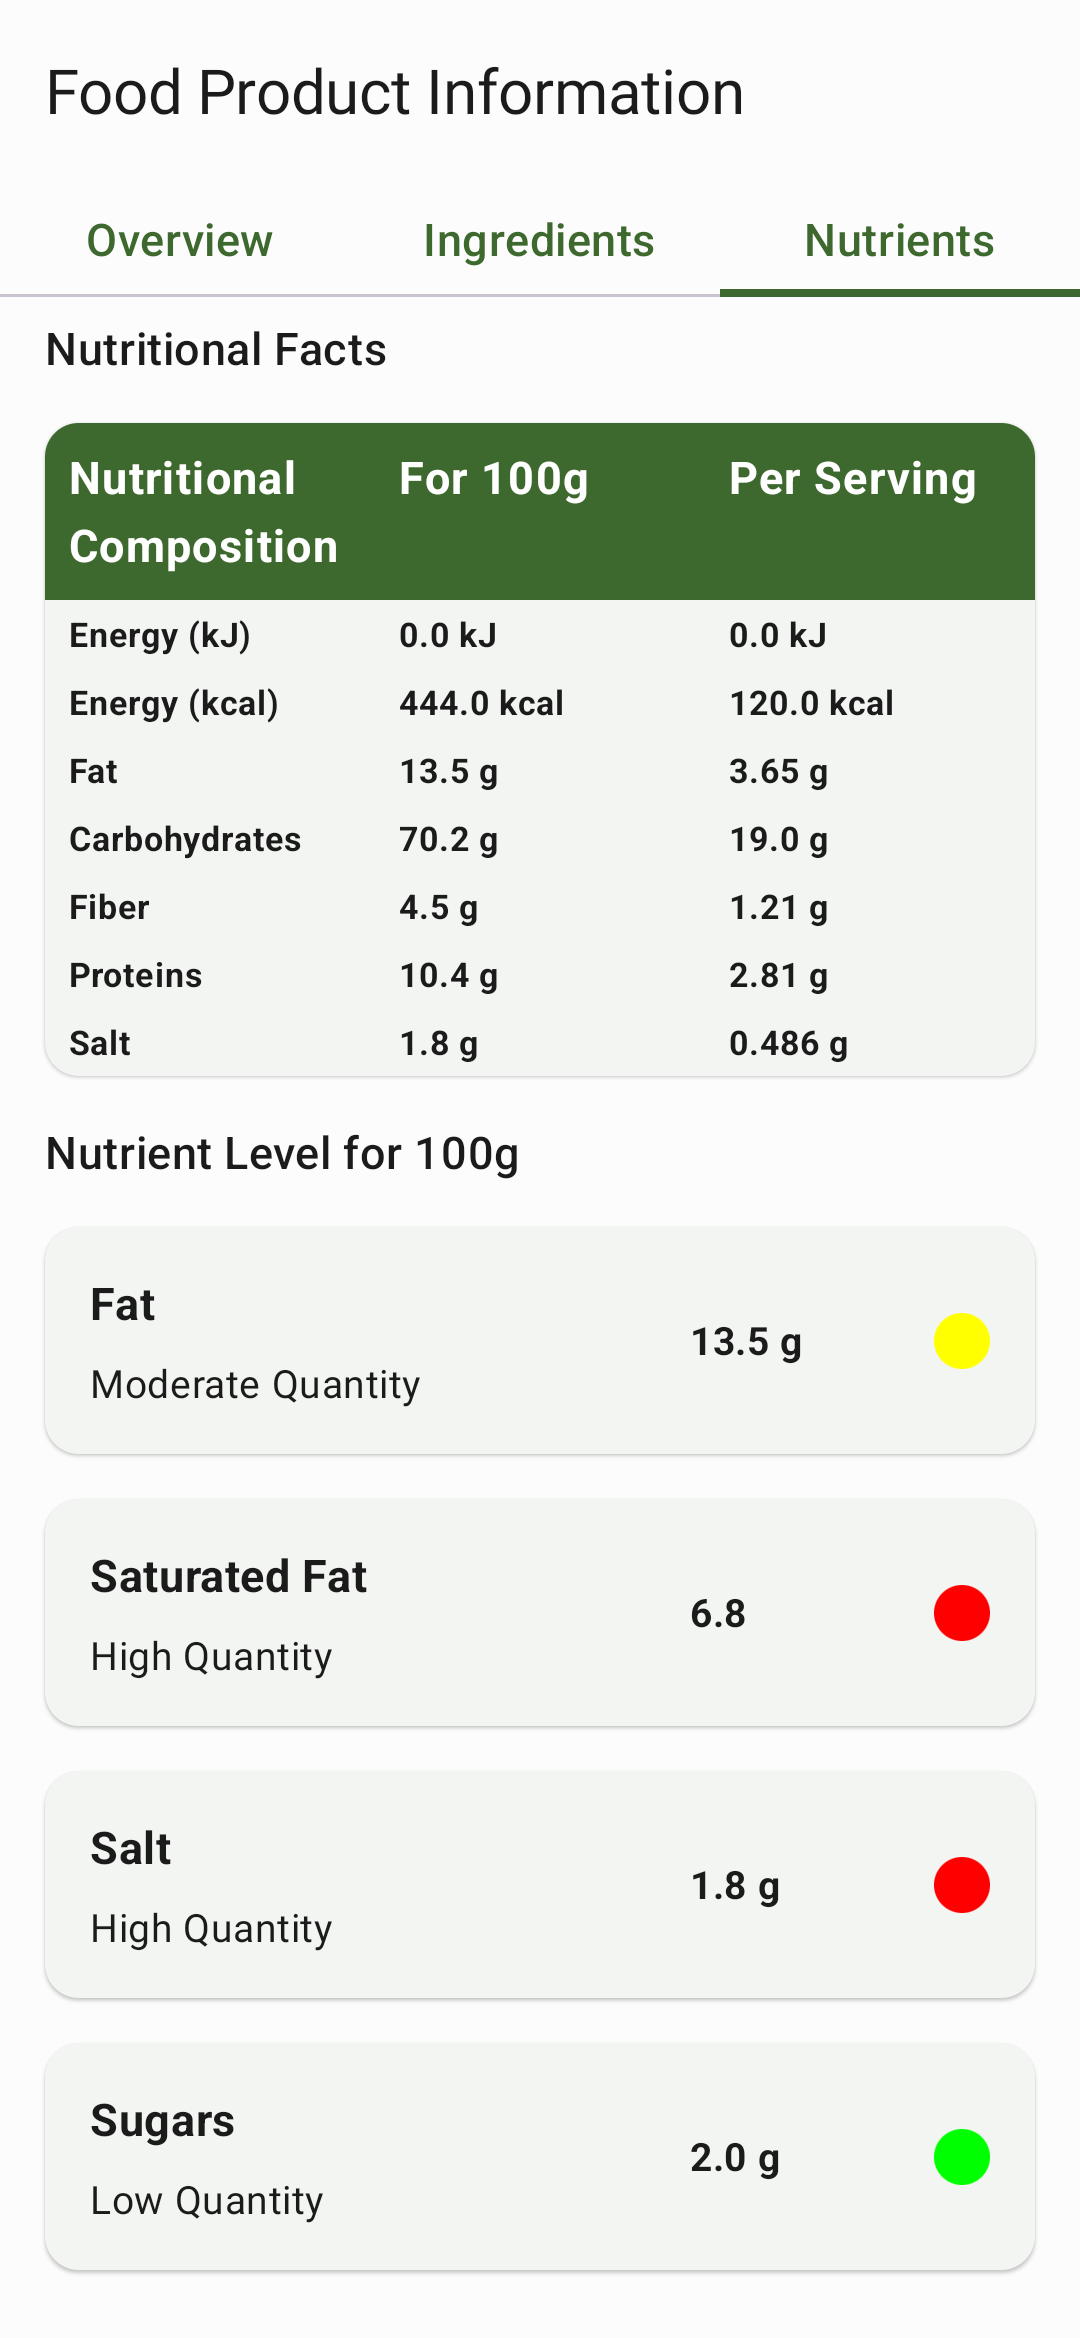 Food Product Information
Overview Ingredients Nutrients
Nutritional Facts
Nutritional Composition For 100g Per Serving
Energy (kJ) 0.0 kJ 0.0 kJ
Energy (kcal) 444.0 kcal 120.0 kcal
Fat 13.5 g 3.65 g
Carbohydrates 70.2 g 19.0 g
Fiber 4.5 g 1.21 g
Proteins 10.4 g 2.81 g
Salt 1.8 g 0.486 g
Nutrient Level for 100g
Fat
13.5 g
Moderate Quantity
Saturated Fat
6.8
High Quantity
Salt
1.8 g
High Quantity
Sugars
2.0 g
Low Quantity